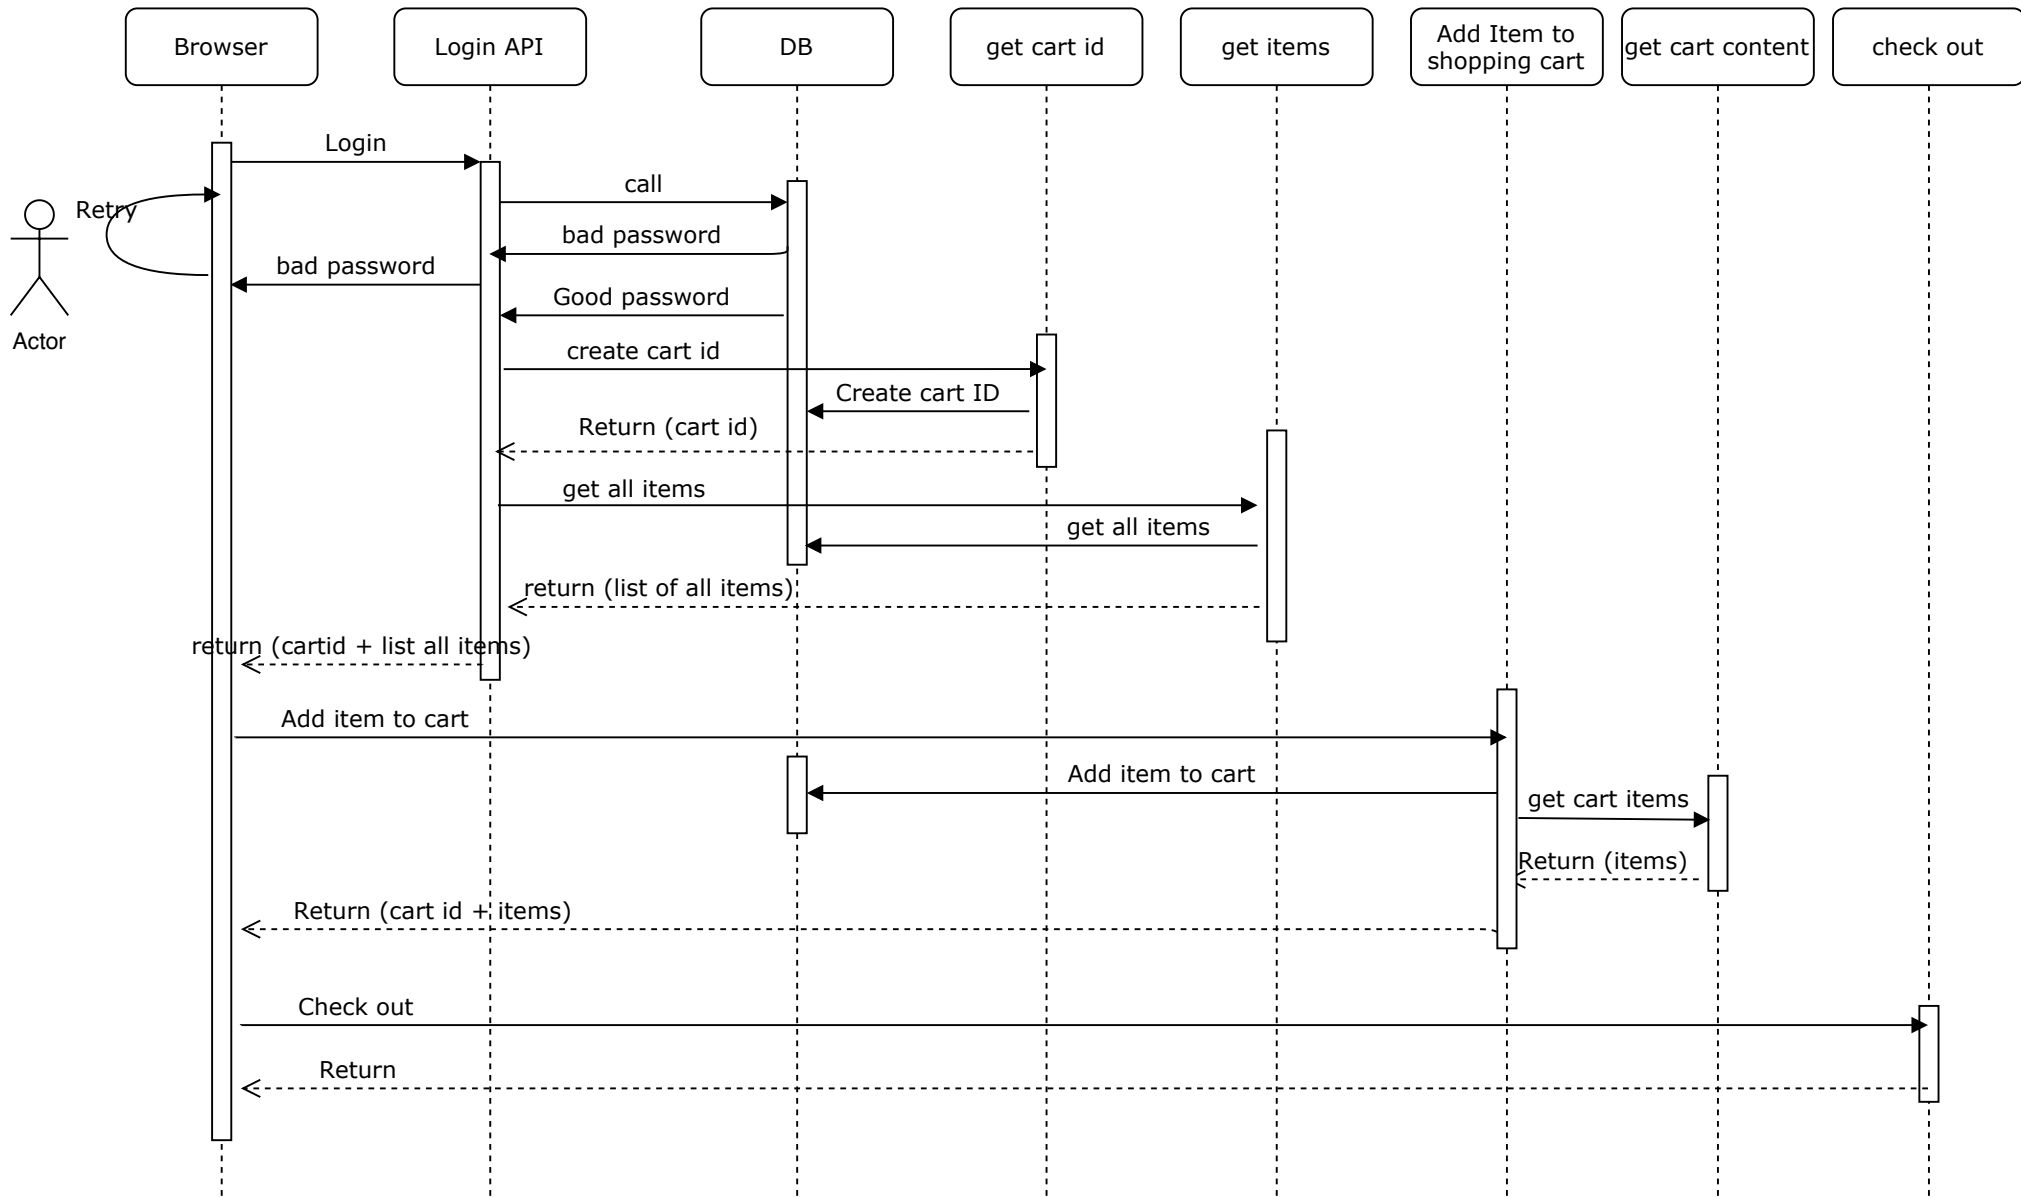 Browser
Login API
DB
get cart id
get items
Add Item to
shopping cart
get cart content
check out
Login
call
Retry
bad password
bad password
Good password
Actor
create cart id
Create cart ID
Return (cart id)
get all items
get all items
return (list of all items)
return (cartid + list all items)
Add item to cart
Add item to cart
get cart items
Return (items)
Return (cart id + items)
Check out
Return